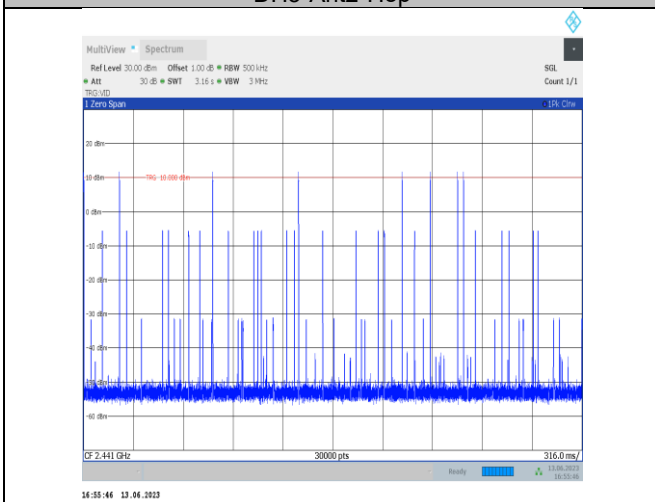 MultiView Spectrum
Ref Level 30.00 dBm Offset 1.00 dB RBW 500 kHz SGL
Att 30 dB SWT 3.16 s VBW 3 MHz Count 1/1
TRG:VID
1 Zero Span 1Pk Clrw
20 dBm
10 dBm TRG 10.000 dBm
0 dBm
-10 dBm
-20 dBm
-30 dBm
-40 dBm
-60 dBm
CF 2.441 GHz 30000 pts 316.0 ms/
Ready 13.06.2023
16:55:46
16:55:46 13.06.2023